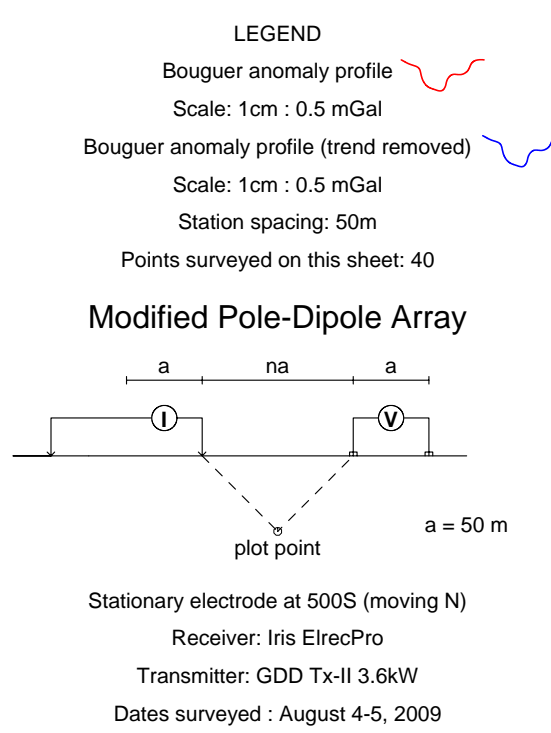 LEGEND
Bouguer anomaly profile
Scale: 1cm : 0.5 mGal
Bouguer anomaly profile (trend removed)
Scale: 1cm : 0.5 mGal
Station spacing: 50m
Points surveyed on this sheet: 40
Modified Pole-Dipole Array
a na a
I V
a = 50 m
plot point
Stationary electrode at 500S (moving N)
Receiver: Iris ElrecPro
Transmitter: GDD Tx-II 3.6kW
Dates surveyed : August 4-5, 2009